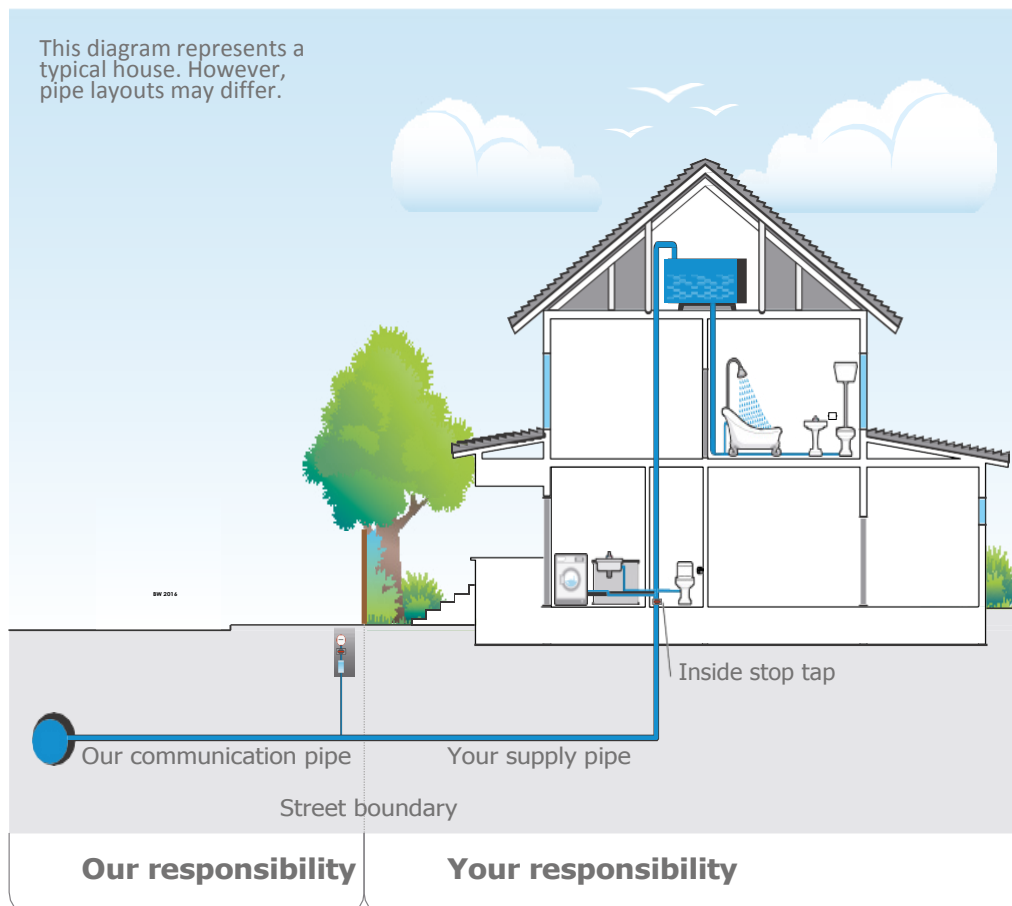 This diagram represents a
typical house. However,
pipe layouts may differ.
BW 2016
Inside stop tap
Our communication pipe
Your supply pipe
Street boundary
Our responsibility
Your responsibility